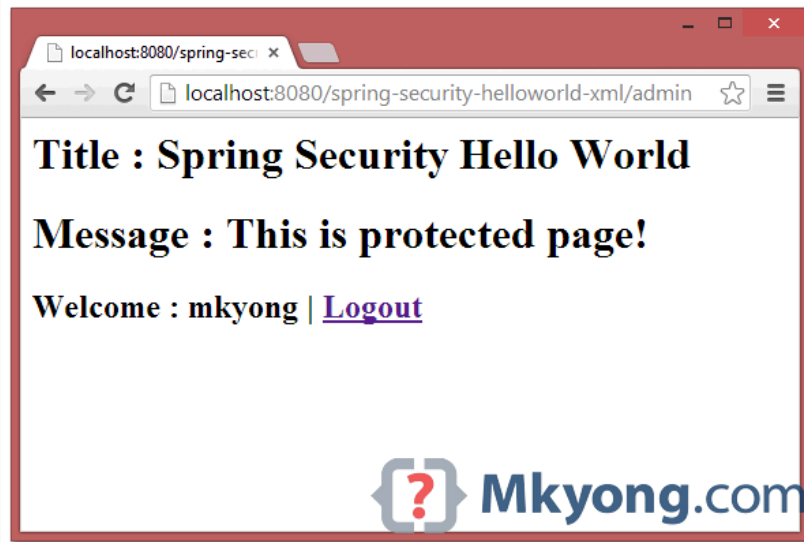 localhost:8080/spring-sec
localhost:8080/spring-security-helloworld-xml/admin
Title : Spring Security Hello World
Message : This is protected page!
Welcome : mkyong | Logout
Mkyong.com